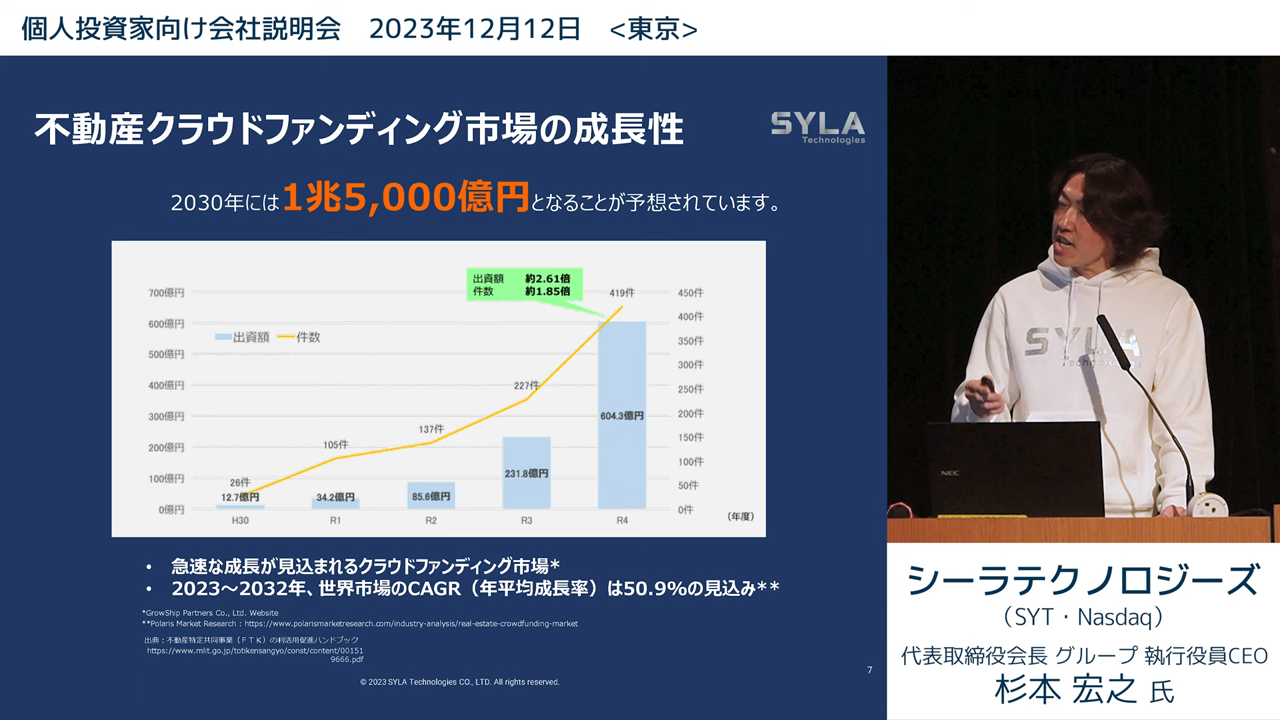 個人投資家向け会社説明会　2023年12月12日　<東京>
不動産クラウドファンディング市場の成長性
SYLA
Technologies
2030年には1兆5,000億円となることが予想されています。
出資額 約2.61倍
件数 約1.85倍
700億円
600億円
500億円
400億円
300億円
200億円
100億円
0億円
出資額 件数
26件
105件
137件
227件
419件
12.7億円
34.2億円
85.6億円
231.8億円
604.3億円
450件
400件
350件
300件
250件
200件
150件
100件
50件
0件
H30 R1 R2 R3 R4
（年度）
• 急速な成長が見込まれるクラウドファンディング市場*
• 2023～2032年、世界市場のCAGR（年平均成長率）は50.9%の見込み**
*GrowShip Partners Co., Ltd. Website
**Polaris Market Research : https://www.polarismarketresearch.com/industry-analysis/real-estate-crowdfunding-market
出典：不動産特定共同事業（ＦＴＫ）の利活用促進ハンドブック
https://www.mlit.go.jp/totikensangyo/const/content/00151
9666.pdf
7
© 2023 SYLA Technologies CO., LTD. All rights reserved.
SYLA
Technologies
NEC
シーラテクノロジーズ
（SYT・Nasdaq）
代表取締役会長 グループ 執行役員CEO
杉本 宏之 氏